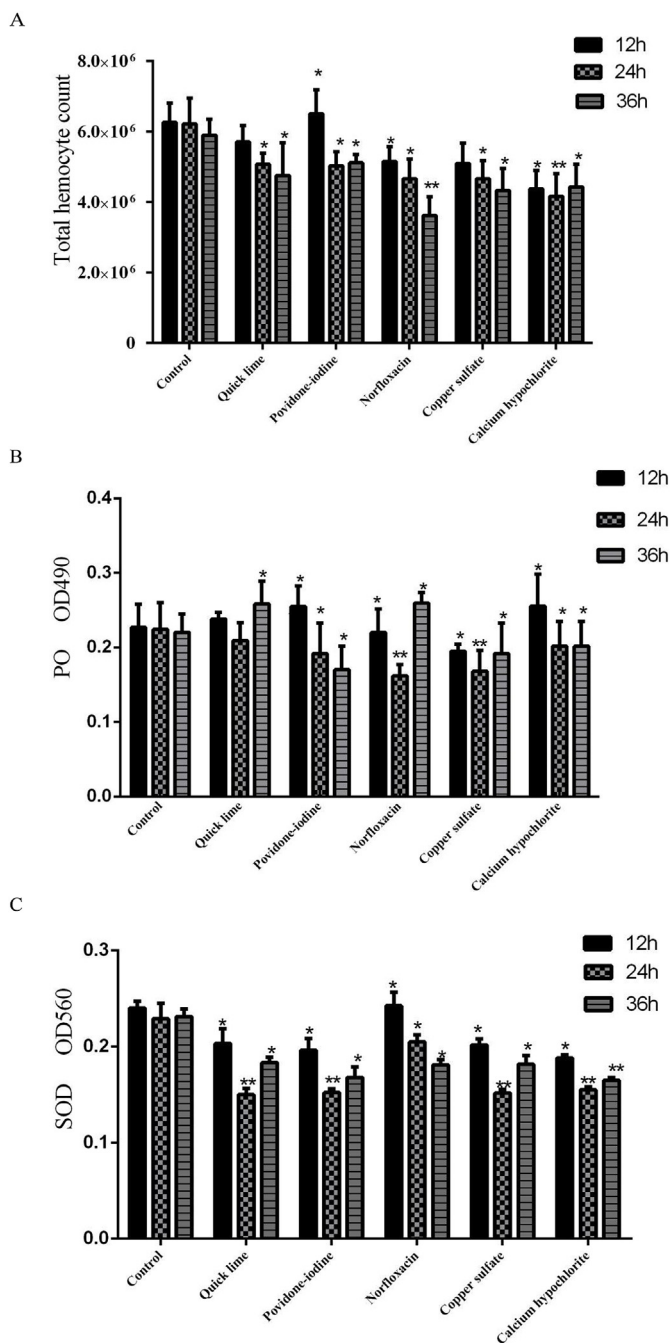 A
12h
24h
36h
Total hemocyte count
8.0×10⁶
6.0×10⁶
4.0×10⁶
2.0×10⁶
0
* * * * * * * ** * * * ** *
Control
Quick lime
Povidone-iodine
Norfloxacin
Copper sulfate
Calcium hypochlorite
B
12h
24h
36h
PO OD490
0.4
0.3
0.2
0.1
0.0
* * * * * ** * * ** * * * *
Control
Quick lime
Povidone-iodine
Norfloxacin
Copper sulfate
Calcium hypochlorite
C
12h
24h
36h
SOD OD560
0.3
0.2
0.1
0.0
* ** * * ** * * * * * ** * * ** **
Control
Quick lime
Povidone-iodine
Norfloxacin
Copper sulfate
Calcium hypochlorite